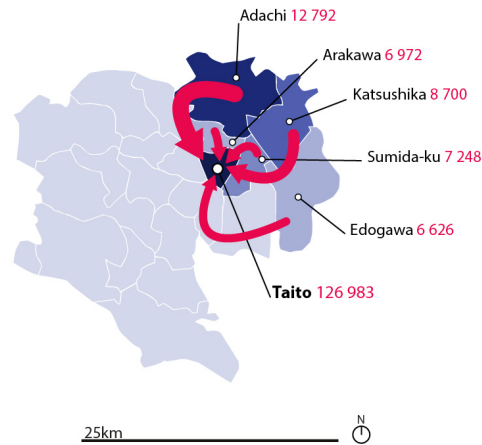 Adachi 12 792
Arakawa 6 972
Katsushika 8 700
Sumida-ku 7 248
Edogawa 6 626
Taito 126 983
25km
N